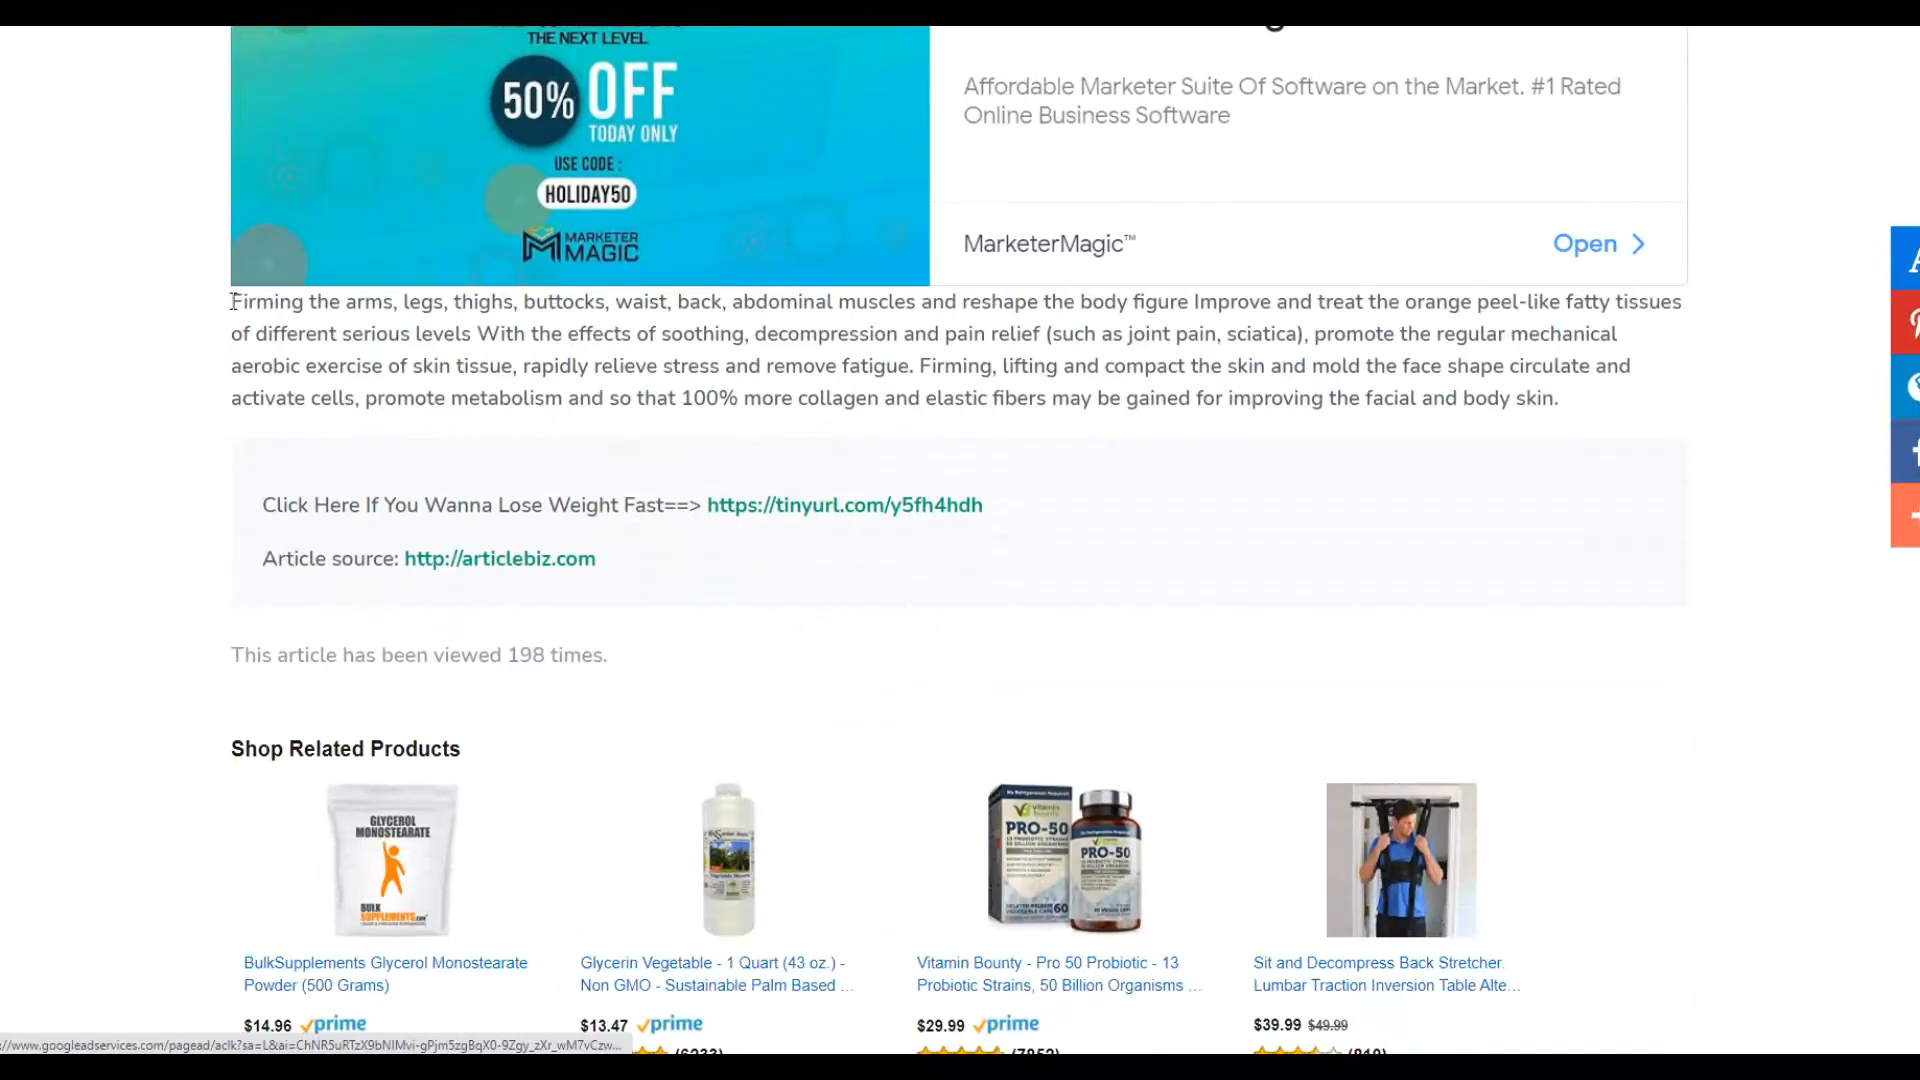 THE NEXT LEVEL
50% OFF
TODAY ONLY
USE CODE :
HOLIDAY50
MARKETER
MAGIC
Affordable Marketer Suite Of Software on the Market. #1 Rated
Online Business Software
MarketerMagic™
Open
Firming the arms, legs, thighs, buttocks, waist, back, abdominal muscles and reshape the body figure Improve and treat the orange peel-like fatty tissues
of different serious levels With the effects of soothing, decompression and pain relief (such as joint pain, sciatica), promote the regular mechanical
aerobic exercise of skin tissue, rapidly relieve stress and remove fatigue. Firming, lifting and compact the skin and mold the face shape circulate and
activate cells, promote metabolism and so that 100% more collagen and elastic fibers may be gained for improving the facial and body skin.
Click Here If You Wanna Lose Weight Fast==> https://tinyurl.com/y5fh4hdh
Article source: http://articlebiz.com
This article has been viewed 198 times.
Shop Related Products
GLYCEROL
MONOSTEARATE
BULK
SUPPLEMENTS.COM
vitamin
bounty
PRO-50
PRO-50
BulkSupplements Glycerol Monostearate
Powder (500 Grams)
$14.96 prime
Glycerin Vegetable - 1 Quart (43 oz.) -
Non GMO - Sustainable Palm Based ...
$13.47 prime
Vitamin Bounty - Pro 50 Probiotic - 13
Probiotic Strains, 50 Billion Organisms ...
$29.99 prime
Sit and Decompress Back Stretcher.
Lumbar Traction Inversion Table Alte...
$39.99 $49.99